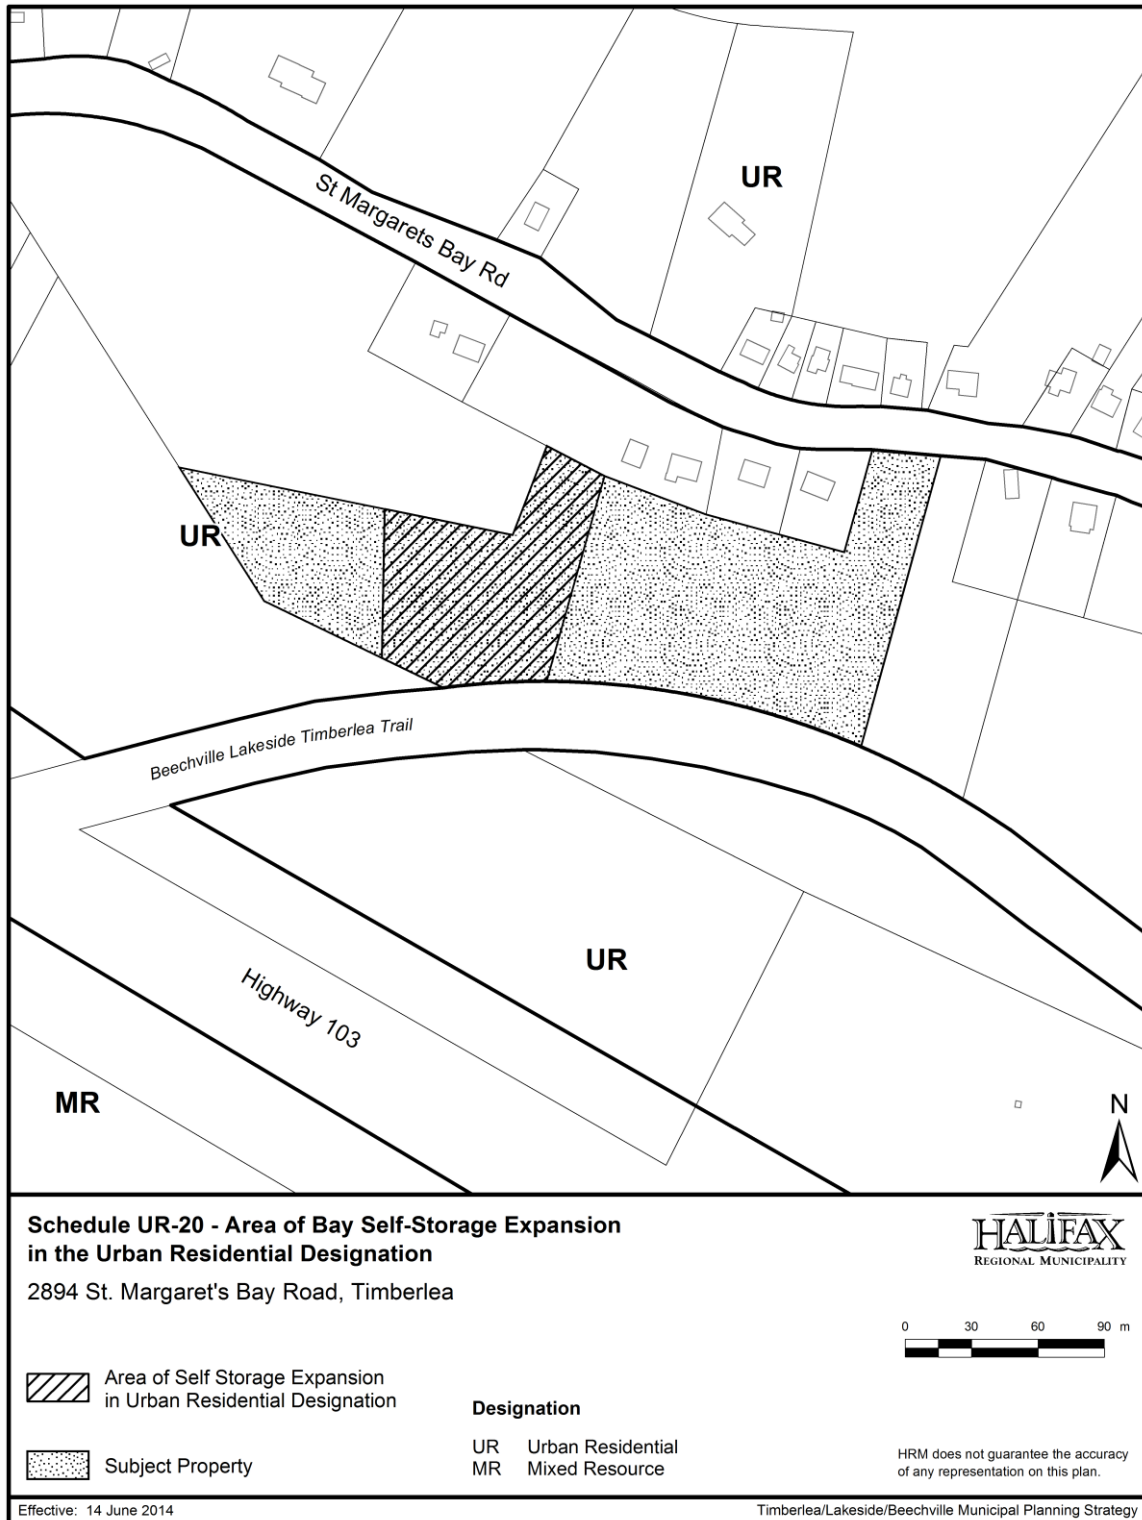 UR
St Margarets Bay Rd
UR
Beechville Lakeside Timberlea Trail
UR
Highway 103
MR
N
Schedule UR-20 - Area of Bay Self-Storage Expansion
in the Urban Residential Designation
2894 St. Margaret's Bay Road, Timberlea
HALIFAX
REGIONAL MUNICIPALITY
0 30 60 90 m
Area of Self Storage Expansion
in Urban Residential Designation
Subject Property
Designation
UR Urban Residential
MR Mixed Resource
HRM does not guarantee the accuracy
of any representation on this plan.
Effective: 14 June 2014
Timberlea/Lakeside/Beechville Municipal Planning Strategy